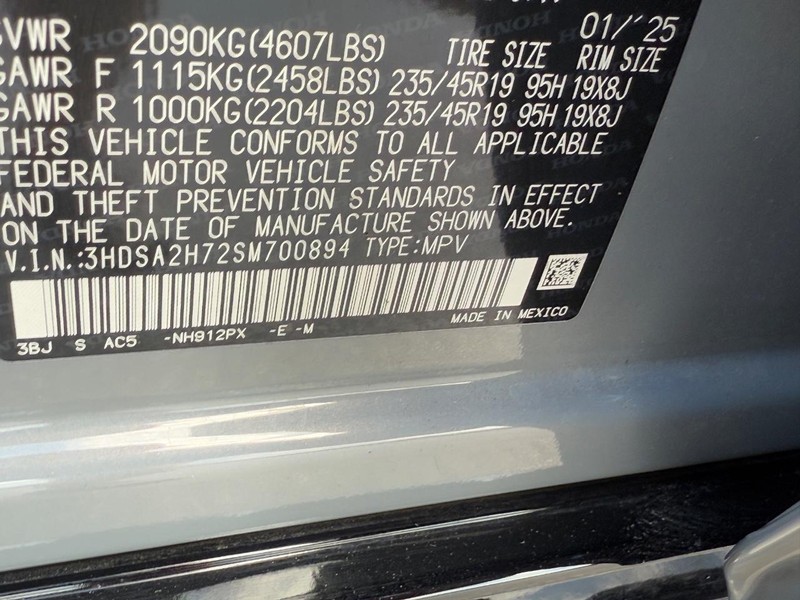 01/ '25
GVWR 2090KG(4607LBS) TIRE SIZE RIM SIZE
GAWR F 1115KG(2458LBS) 235/45R19 95H 19X8J
GAWR R 1000KG(2204LBS) 235/45R19 95H 19X8J
THIS VEHICLE CONFORMS TO ALL APPLICABLE
FEDERAL MOTOR VEHICLE SAFETY
AND THEFT PREVENTION STANDARDS IN EFFECT
ON THE DATE OF MANUFACTURE SHOWN ABOVE.
V.I.N.:3HDSA2H72SM700894 TYPE:MPV
MADE IN MEXICO
3BJ S AC5 -NH912PX -E -M